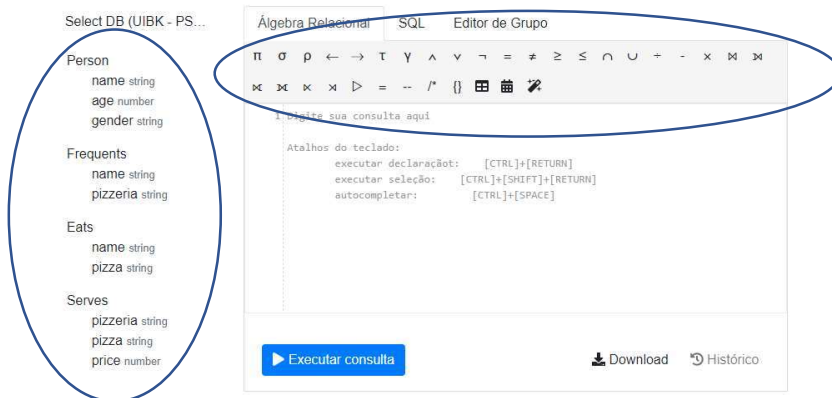 Select DB (UIBK - PS...
Person
name string
age number
gender string
Frequents
name string
pizzeria string
Eats
name string
pizza string
Serves
pizzeria string
pizza string
price number
Álgebra Relacional SQL Editor de Grupo
π σ ρ ← → τ γ ∧ ∨ ¬ = ≠ ≥ ≤ ∩ ∪ ÷ - × ⨝ ⟕
⟖ ⟗ ⋉ ⋊ ▷ = -- /* {}
1 Digite sua consulta aqui
Atalhos do teclado:
executar declaraçãot: [CTRL]+[RETURN]
executar seleção: [CTRL]+[SHIFT]+[RETURN]
autocompletar: [CTRL]+[SPACE]
Executar consulta
Download
Histórico